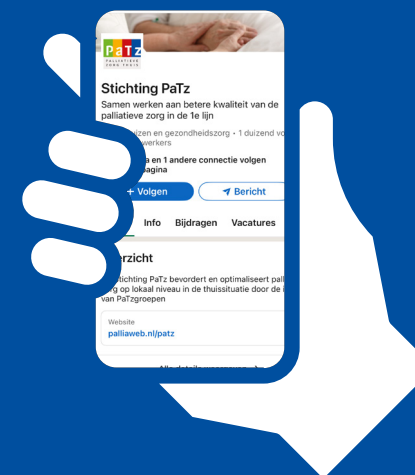 PaTz
PALLIATIEVE
ZORG THUIS
Stichting PaTz
Samen werken aan betere kwaliteit van de
palliatieve zorg in de 1e lijn
en gezondheidszorg • 1 duizend
werkers
en 1 andere connectie volgen
pagina
+ Volgen
Bericht
Info Bijdragen Vacatures
erzicht
tichting PaTz bevordert en optimaliseert
op lokaal niveau in de thuissituatie door de
van PaTzgroepen
Website
palliaweb.nl/patz